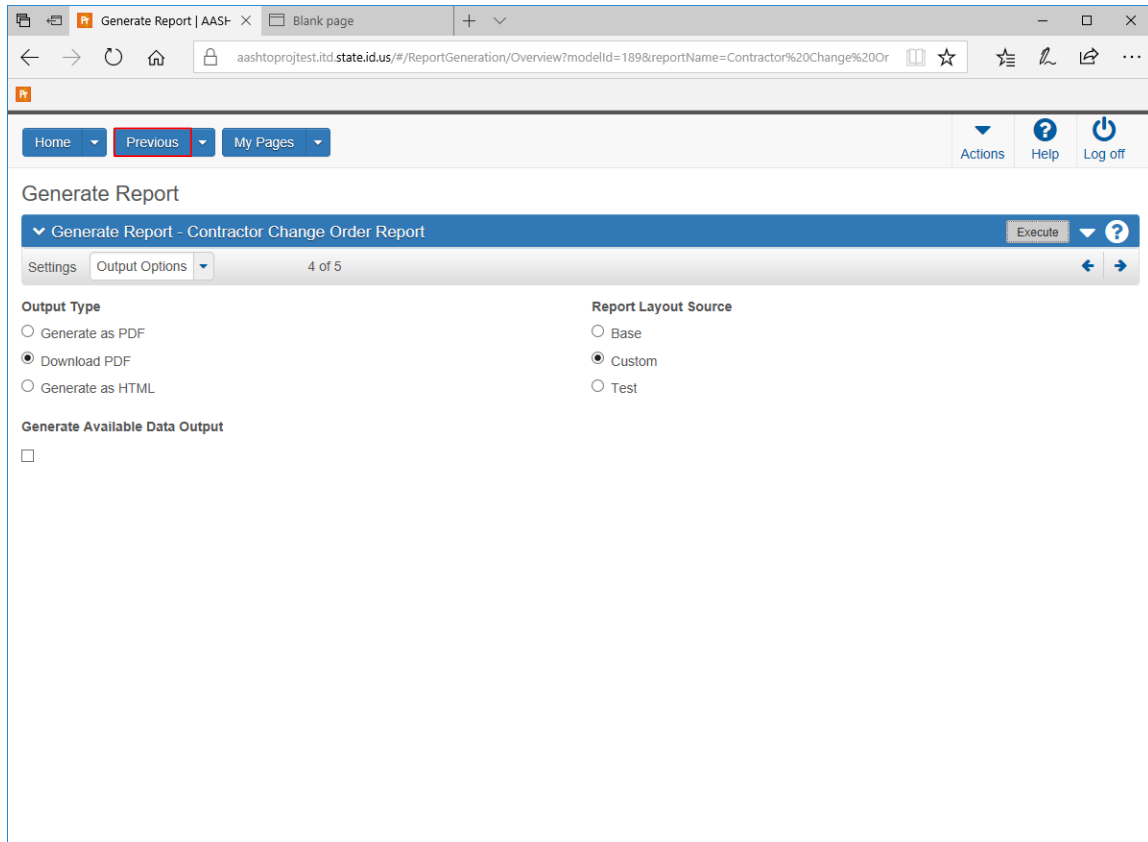 Pr Generate Report | AASH Blank page
aashtoprojtest.itd.state.id.us/#/ReportGeneration/Overview?modelId=189&reportName=Contractor%20Change%20Or
Pr
Home Previous My Pages Actions Help Log off
Generate Report
Generate Report - Contractor Change Order Report Execute
Settings Output Options 4 of 5
Output Type Report Layout Source
Generate as PDF Base
Download PDF Custom
Generate as HTML Test
Generate Available Data Output